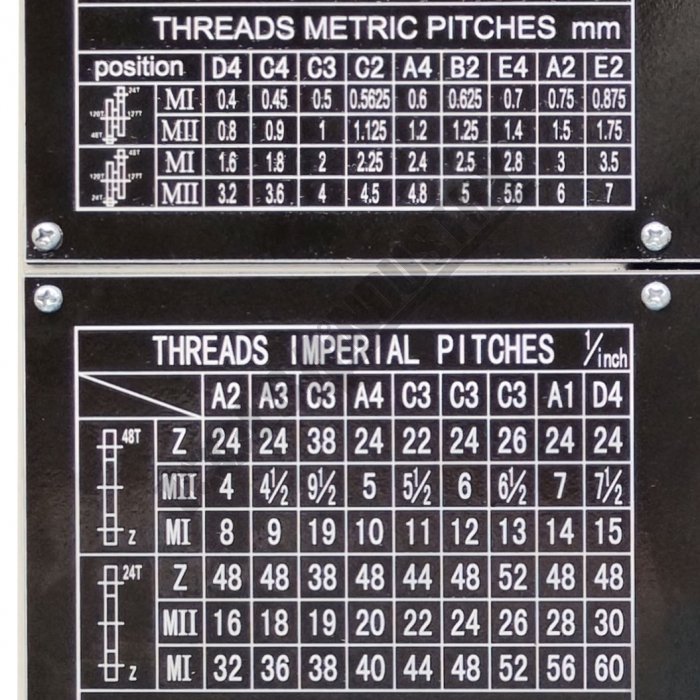 THREADS METRIC PITCHES mm
position D4 C4 C3 C2 A4 B2 E4 A2 E2
24T 120T 127T 48T
MI 0.4 0.45 0.5 0.5625 0.6 0.625 0.7 0.75 0.875
MII 0.8 0.9 1 1.125 1.2 1.25 1.4 1.5 1.75
48T 120T 127T 24T
MI 1.6 1.8 2 2.25 2.4 2.5 2.8 3 3.5
MII 3.2 3.6 4 4.5 4.8 5 5.6 6 7
THREADS IMPERIAL PITCHES 1/inch
A2 A3 C3 A4 C3 C3 C3 A1 D4
48T Z
Z 24 24 38 24 22 24 26 24 24
MII 4 4½ 9½ 5 5½ 6 6½ 7 7½
MI 8 9 19 10 11 12 13 14 15
24T Z
Z 48 48 38 48 44 48 52 48 48
MII 16 18 19 20 22 24 26 28 30
MI 32 36 38 40 44 48 52 56 60